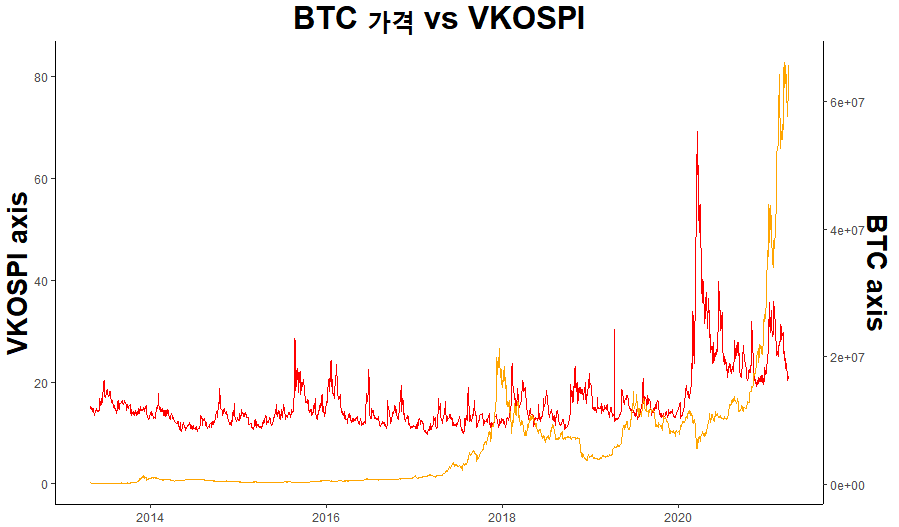 BTC 가격 vs VKOSPI
VKOSPI axis
80
60
40
20
0
BTC axis
6e+07
4e+07
2e+07
0e+00
2014
2016
2018
2020